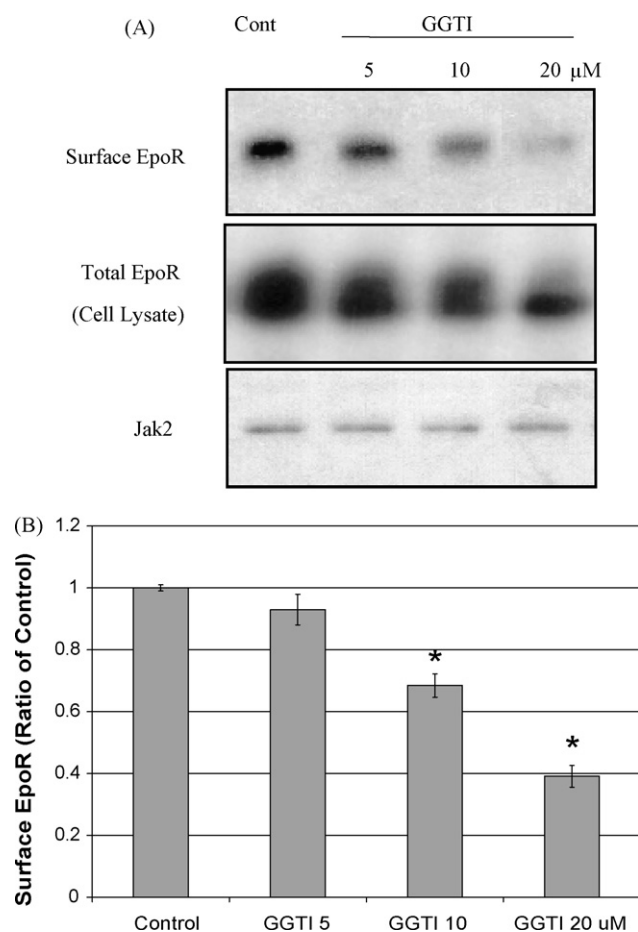 (A) Cont GGTI
5 10 20 µM
Surface EpoR
Total EpoR
(Cell Lysate)
Jak2
(B)
Surface EpoR (Ratio of Control)
1.2
1
0.8
0.6
0.4
0.2
0
*
*
Control GGTI 5 GGTI 10 GGTI 20 uM